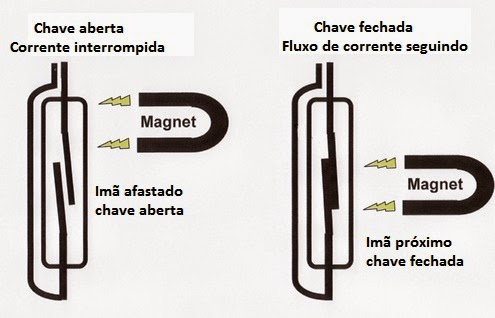 Chave aberta
Corrente interrompida
Magnet
Imã afastado
chave aberta
Chave fechada
Fluxo de corrente seguindo
Magnet
Imã próximo
chave fechada